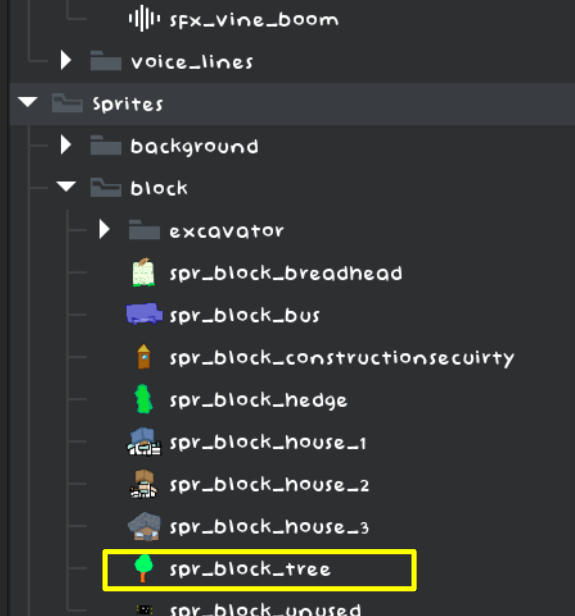 sfx_vine_boom
voice_lines
Sprites
background
block
excavator
spr_block_breadhead
spr_block_bus
spr_block_constructionsecuirty
spr_block_hedge
spr_block_house_1
spr_block_house_2
spr_block_house_3
spr_block_tree
spr_block_unused